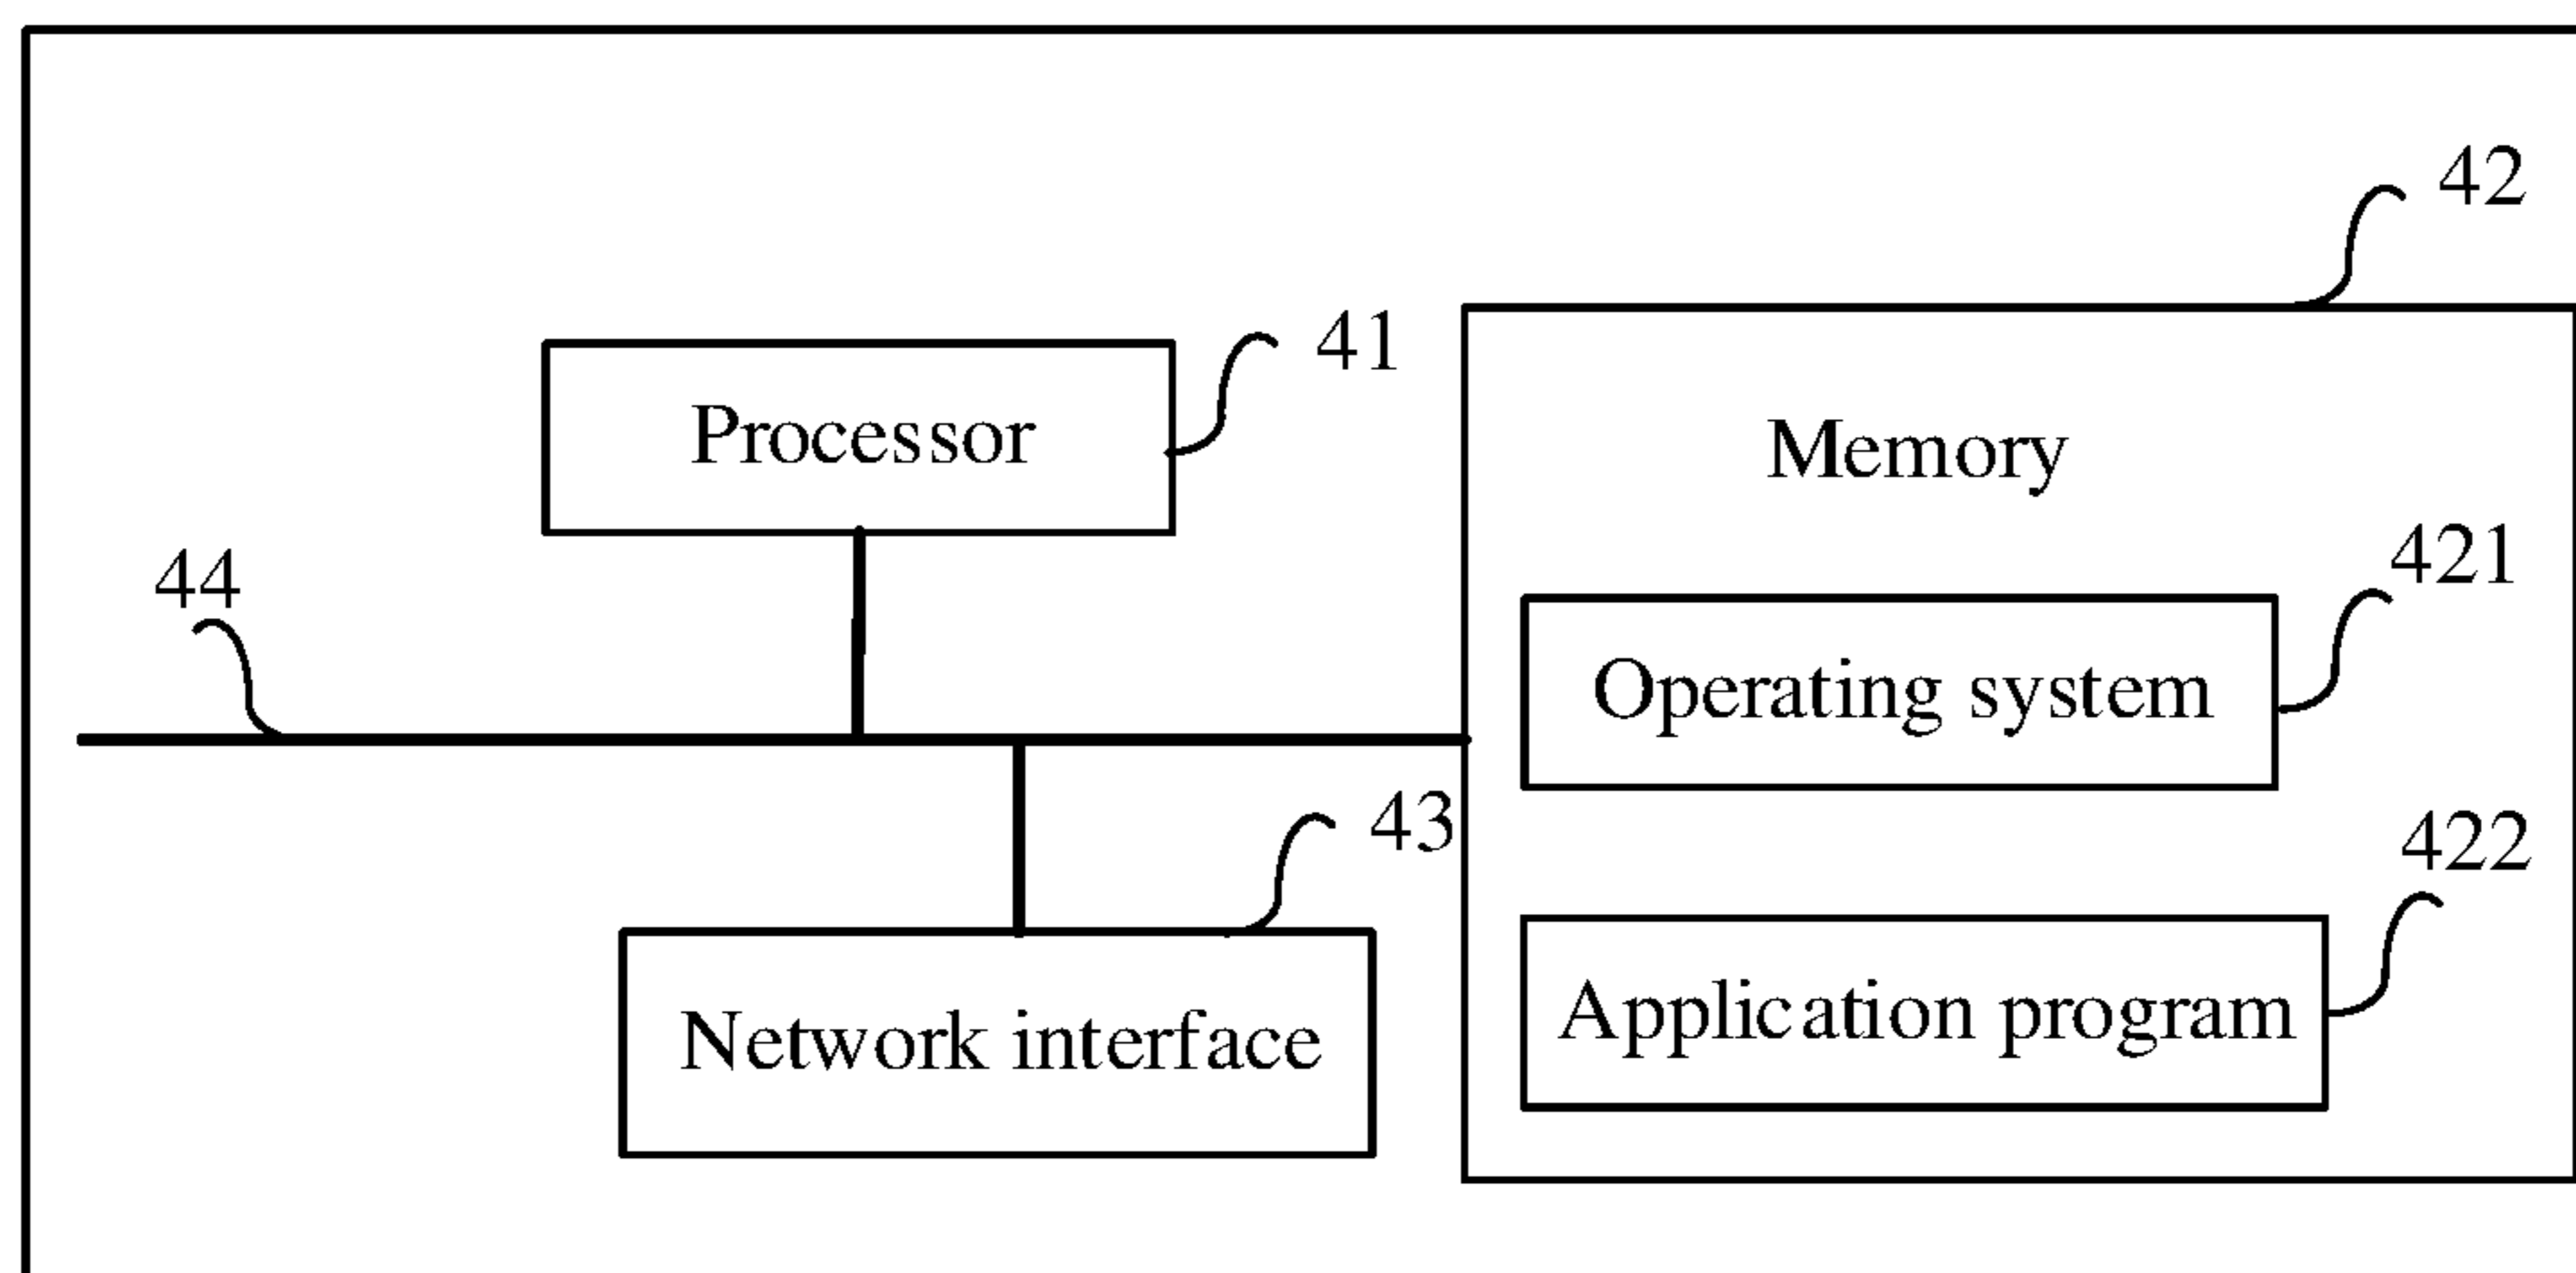 42
41
Processor
Memory
44
421
Operating system
43
422
Network interface
Application program